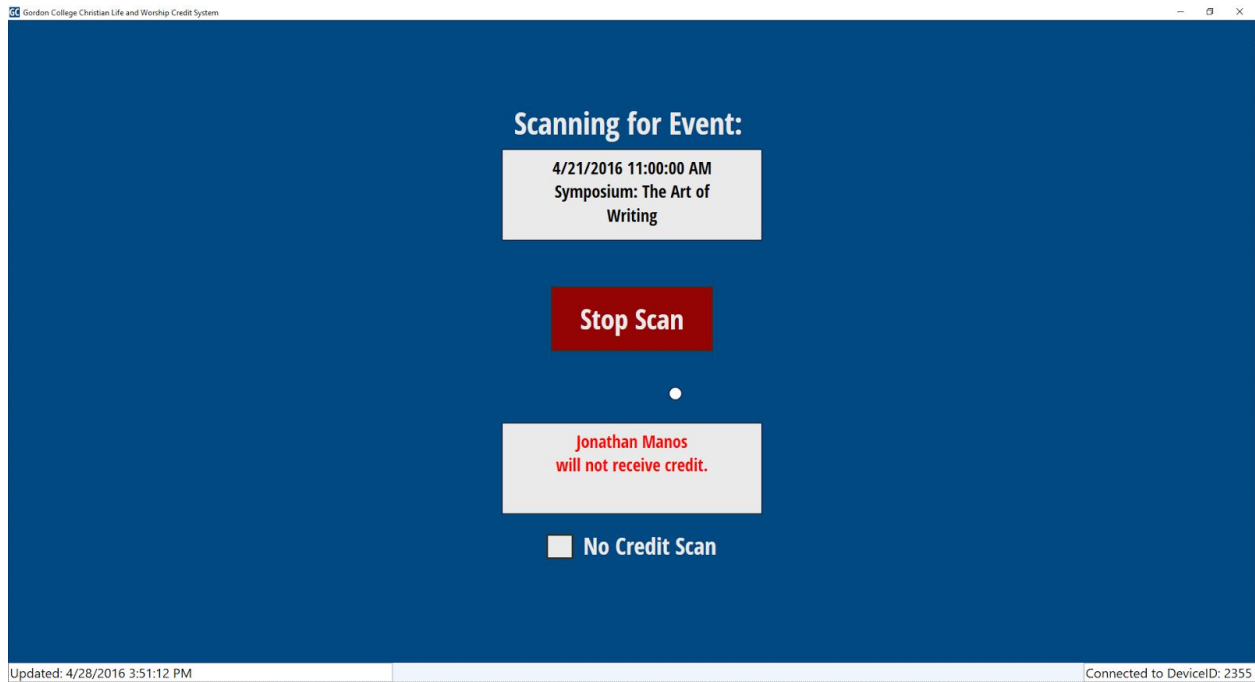 GC Gordon College Christian Life and Worship Credit System
Scanning for Event:
4/21/2016 11:00:00 AM
Symposium: The Art of
Writing
Stop Scan
Jonathan Manos
will not receive credit.
No Credit Scan
Updated: 4/28/2016 3:51:12 PM
Connected to DeviceID: 2355